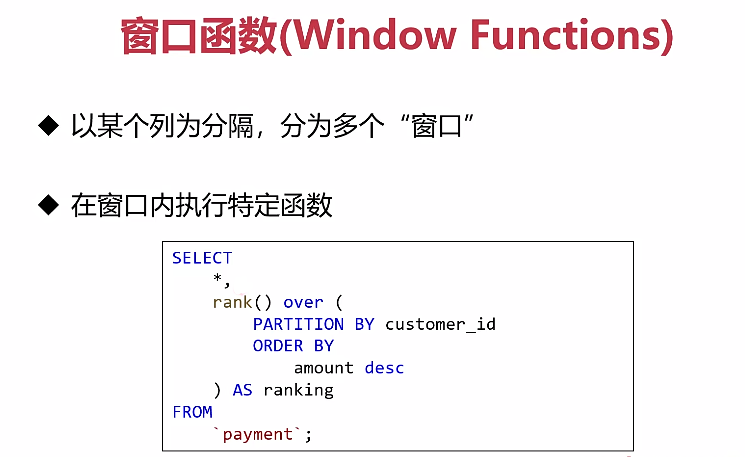 窗口函数(Window Functions)
◆ 以某个列为分隔，分为多个“窗口”
◆ 在窗口内执行特定函数
SELECT
    *,
    rank() over (
        PARTITION BY customer_id
        ORDER BY
            amount desc
    ) AS ranking
FROM
    `payment`;